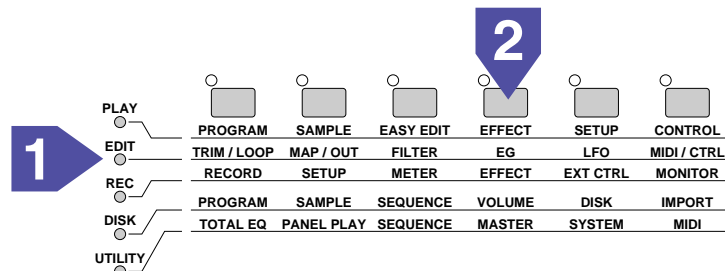 2
PLAY
PROGRAM SAMPLE EASY EDIT EFFECT SETUP CONTROL
1
EDIT
TRIM / LOOP MAP / OUT FILTER EG LFO MIDI / CTRL
REC
RECORD SETUP METER EFFECT EXT CTRL MONITOR
DISK
PROGRAM SAMPLE SEQUENCE VOLUME DISK IMPORT
UTILITY
TOTAL EQ PANEL PLAY SEQUENCE MASTER SYSTEM MIDI